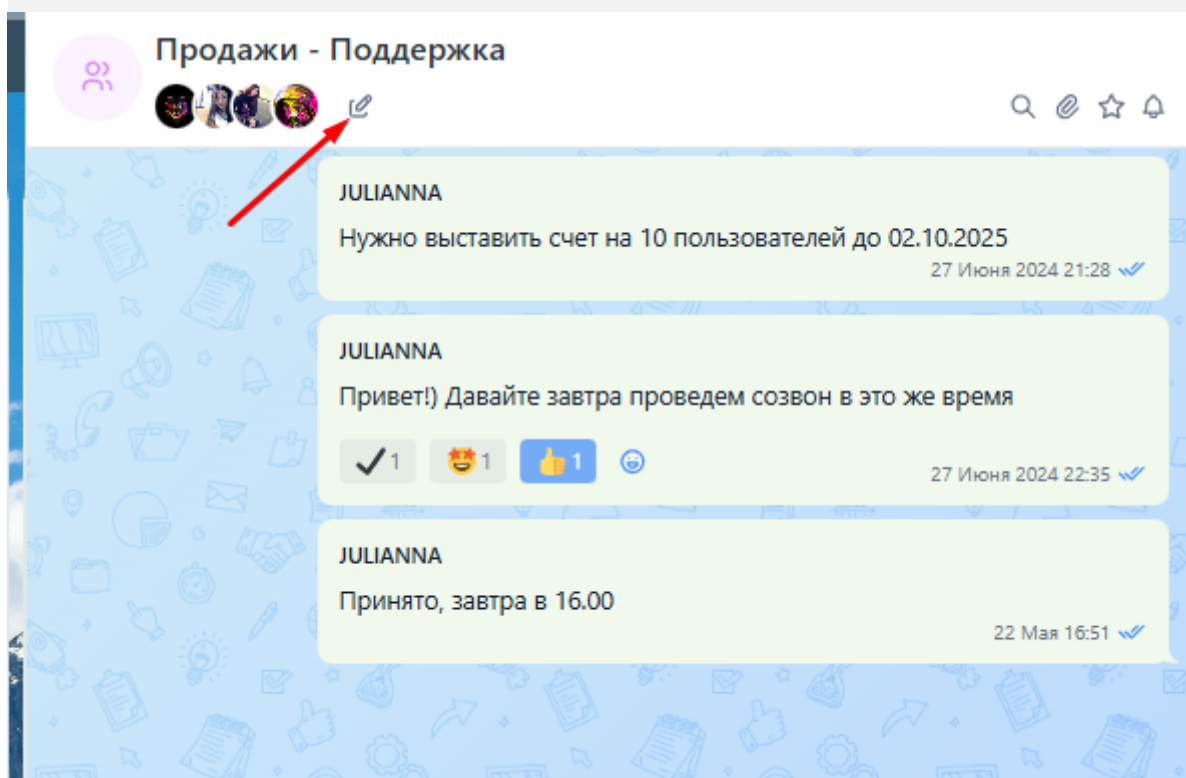 Продажи - Поддержка
JULIANNA
Нужно выставить счет на 10 пользователей до 02.10.2025
27 Июня 2024 21:28
JULIANNA
Привет!) Давайте завтра проведем созвон в это же время
1 1 1
27 Июня 2024 22:35
JULIANNA
Принято, завтра в 16.00
22 Мая 16:51